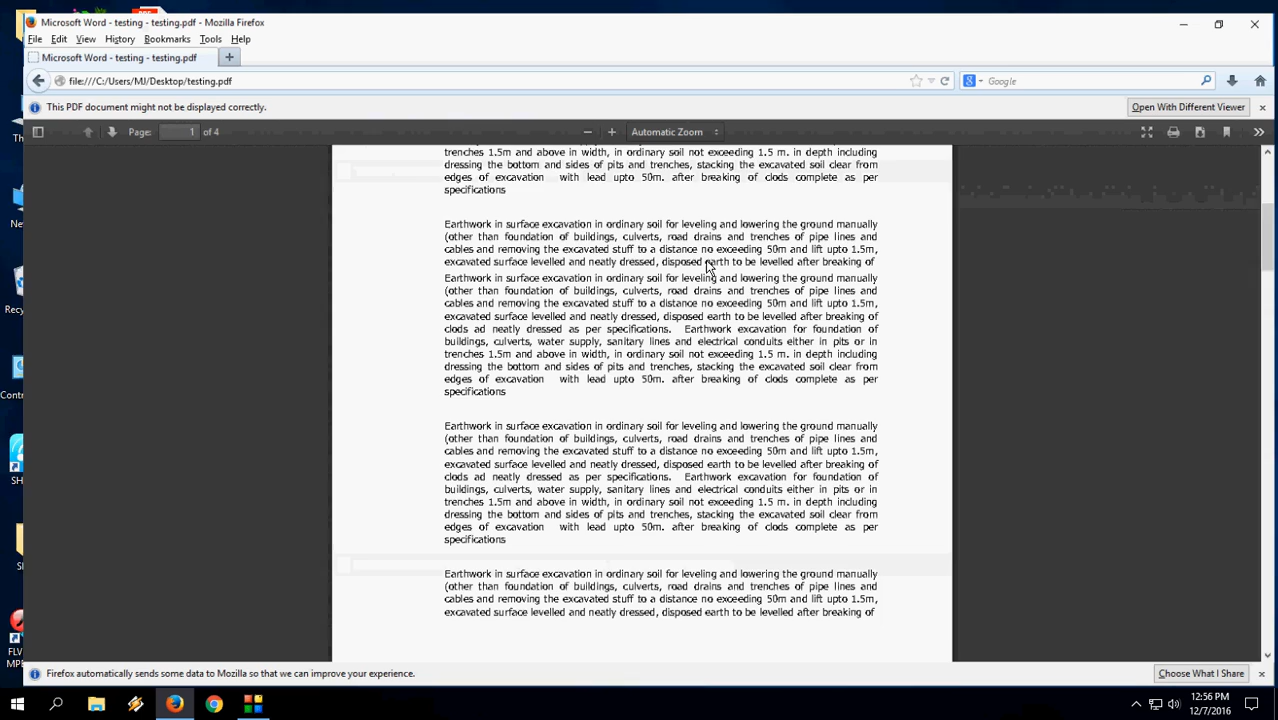 Microsoft Word - testing - testing.pdf - Mozilla Firefox
File Edit View History Bookmarks Tools Help
Microsoft Word - testing - testing.pdf
file:///C:/Users/MJ/Desktop/testing.pdf
Google
This PDF document might not be displayed correctly.
Open With Different Viewer
Page: 1 of 4
Automatic Zoom
trenches 1.5m and above in width, in ordinary soil not exceeding 1.5 m. in depth including
dressing the bottom and sides of pits and trenches, stacking the excavated soil clear from
edges of excavation with lead upto 50m. after breaking of clods complete as per
specifications
Earthwork in surface excavation in ordinary soil for leveling and lowering the ground manually
(other than foundation of buildings, culverts, road drains and trenches of pipe lines and
cables and removing the excavated stuff to a distance no exceeding 50m and lift upto 1.5m,
excavated surface levelled and neatly dressed, disposed earth to be levelled after breaking of
Earthwork in surface excavation in ordinary soil for leveling and lowering the ground manually
(other than foundation of buildings, culverts, road drains and trenches of pipe lines and
cables and removing the excavated stuff to a distance no exceeding 50m and lift upto 1.5m,
excavated surface levelled and neatly dressed, disposed earth to be levelled after breaking of
clods ad neatly dressed as per specifications. Earthwork excavation for foundation of
buildings, culverts, water supply, sanitary lines and electrical conduits either in pits or in
trenches 1.5m and above in width, in ordinary soil not exceeding 1.5 m. in depth including
dressing the bottom and sides of pits and trenches, stacking the excavated soil clear from
edges of excavation with lead upto 50m. after breaking of clods complete as per
specifications
Earthwork in surface excavation in ordinary soil for leveling and lowering the ground manually
(other than foundation of buildings, culverts, road drains and trenches of pipe lines and
cables and removing the excavated stuff to a distance no exceeding 50m and lift upto 1.5m,
excavated surface levelled and neatly dressed, disposed earth to be levelled after breaking of
clods ad neatly dressed as per specifications. Earthwork excavation for foundation of
buildings, culverts, water supply, sanitary lines and electrical conduits either in pits or in
trenches 1.5m and above in width, in ordinary soil not exceeding 1.5 m. in depth including
dressing the bottom and sides of pits and trenches, stacking the excavated soil clear from
edges of excavation with lead upto 50m. after breaking of clods complete as per
specifications
Earthwork in surface excavation in ordinary soil for leveling and lowering the ground manually
(other than foundation of buildings, culverts, road drains and trenches of pipe lines and
cables and removing the excavated stuff to a distance no exceeding 50m and lift upto 1.5m,
excavated surface levelled and neatly dressed, disposed earth to be levelled after breaking of
Th
Ne
Recy
Contr
SH
Sl
FLV
MP
Firefox automatically sends some data to Mozilla so that we can improve your experience.
Choose What I Share
12:56 PM
12/7/2016